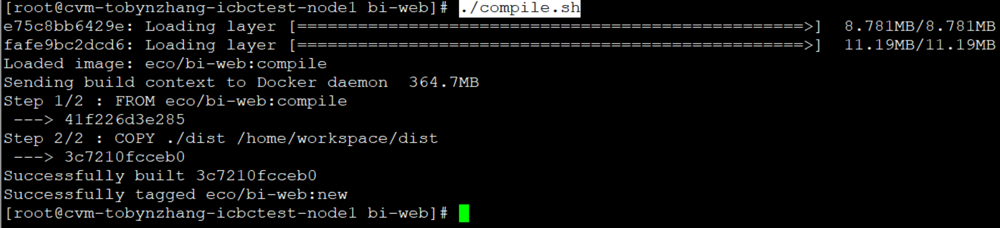 [root@cvm-tobynzhang-icbctest-node1 bi-web]# ./compile.sh
e75c8bb6429e: Loading layer [==================================================>]  8.781MB/8.781MB
fafe9bc2dcd6: Loading layer [==================================================>]  11.19MB/11.19MB
Loaded image: eco/bi-web:compile
Sending build context to Docker daemon  364.7MB
Step 1/2 : FROM eco/bi-web:compile
 ---> 41f226d3e285
Step 2/2 : COPY ./dist /home/workspace/dist
 ---> 3c7210fcceb0
Successfully built 3c7210fcceb0
Successfully tagged eco/bi-web:new
[root@cvm-tobynzhang-icbctest-node1 bi-web]#